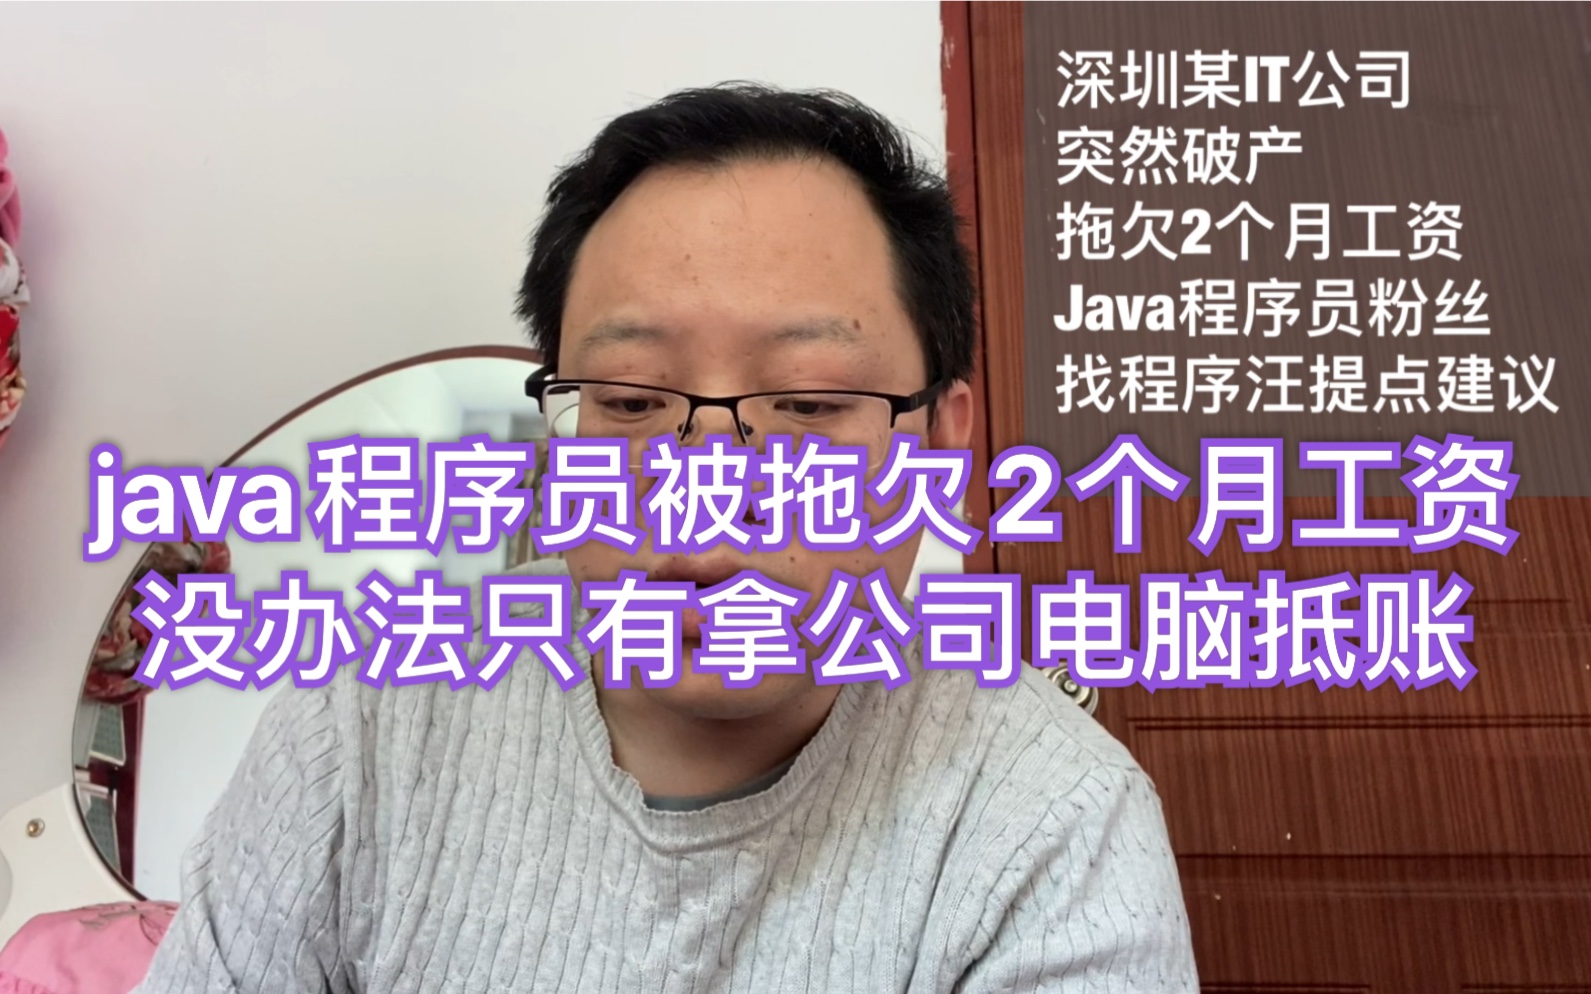 深圳某IT公司
突然破产
拖欠2个月工资
Java程序员粉丝
找程序汪提点建议
java程序员被拖欠2个月工资
没办法只有拿公司电脑抵账